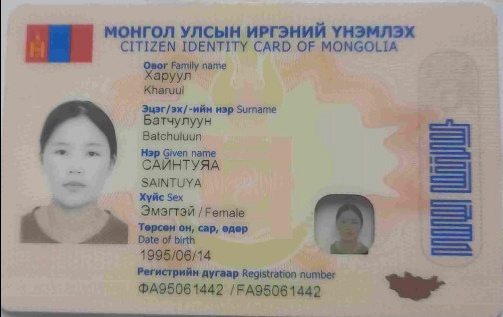 МОНГОЛ УЛСЫН ИРГЭНИЙ ҮНЭМЛЭХ
CITIZEN IDENTITY CARD OF MONGOLIA
Овог Family name
Харуул
Kharuul
Эцэг/эх/-ийн нэр Surname
Батчулуун
Batchuluun
Нэр Given name
САЙНТУЯА
SAINTUYA
Хүйс Sex
Эмэгтэй / Female
Төрсөн он, сар, өдөр
Date of birth
1995/06/14
Регистрийн дугаар Registration number
ФА95061442 /FA95061442